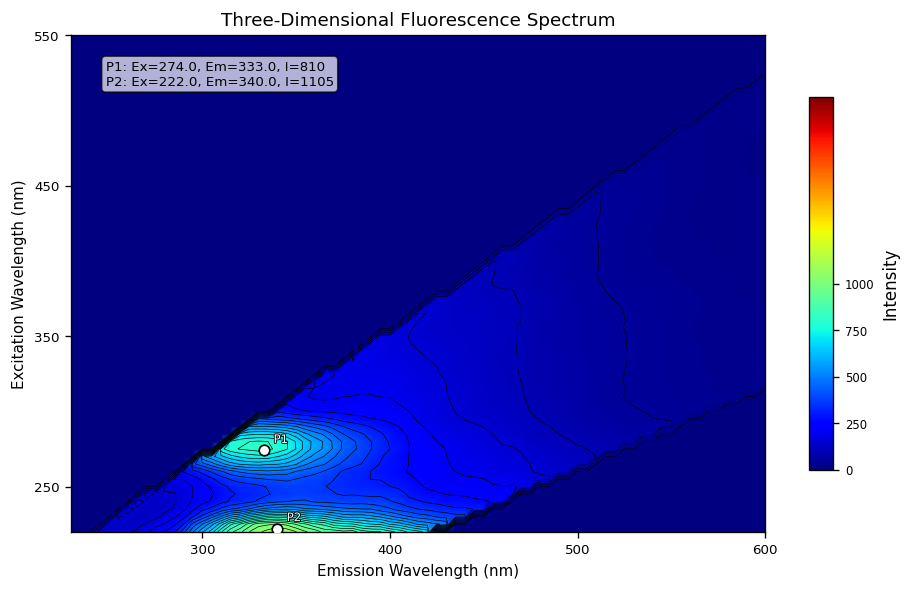 Three-Dimensional Fluorescence Spectrum
550
P1: Ex=274.0, Em=333.0, I=810
P2: Ex=222.0, Em=340.0, I=1105
450
350
250
Excitation Wavelength (nm)
P1
P2
300 400 500 600
Emission Wavelength (nm)
1000
750
500
250
0
Intensity